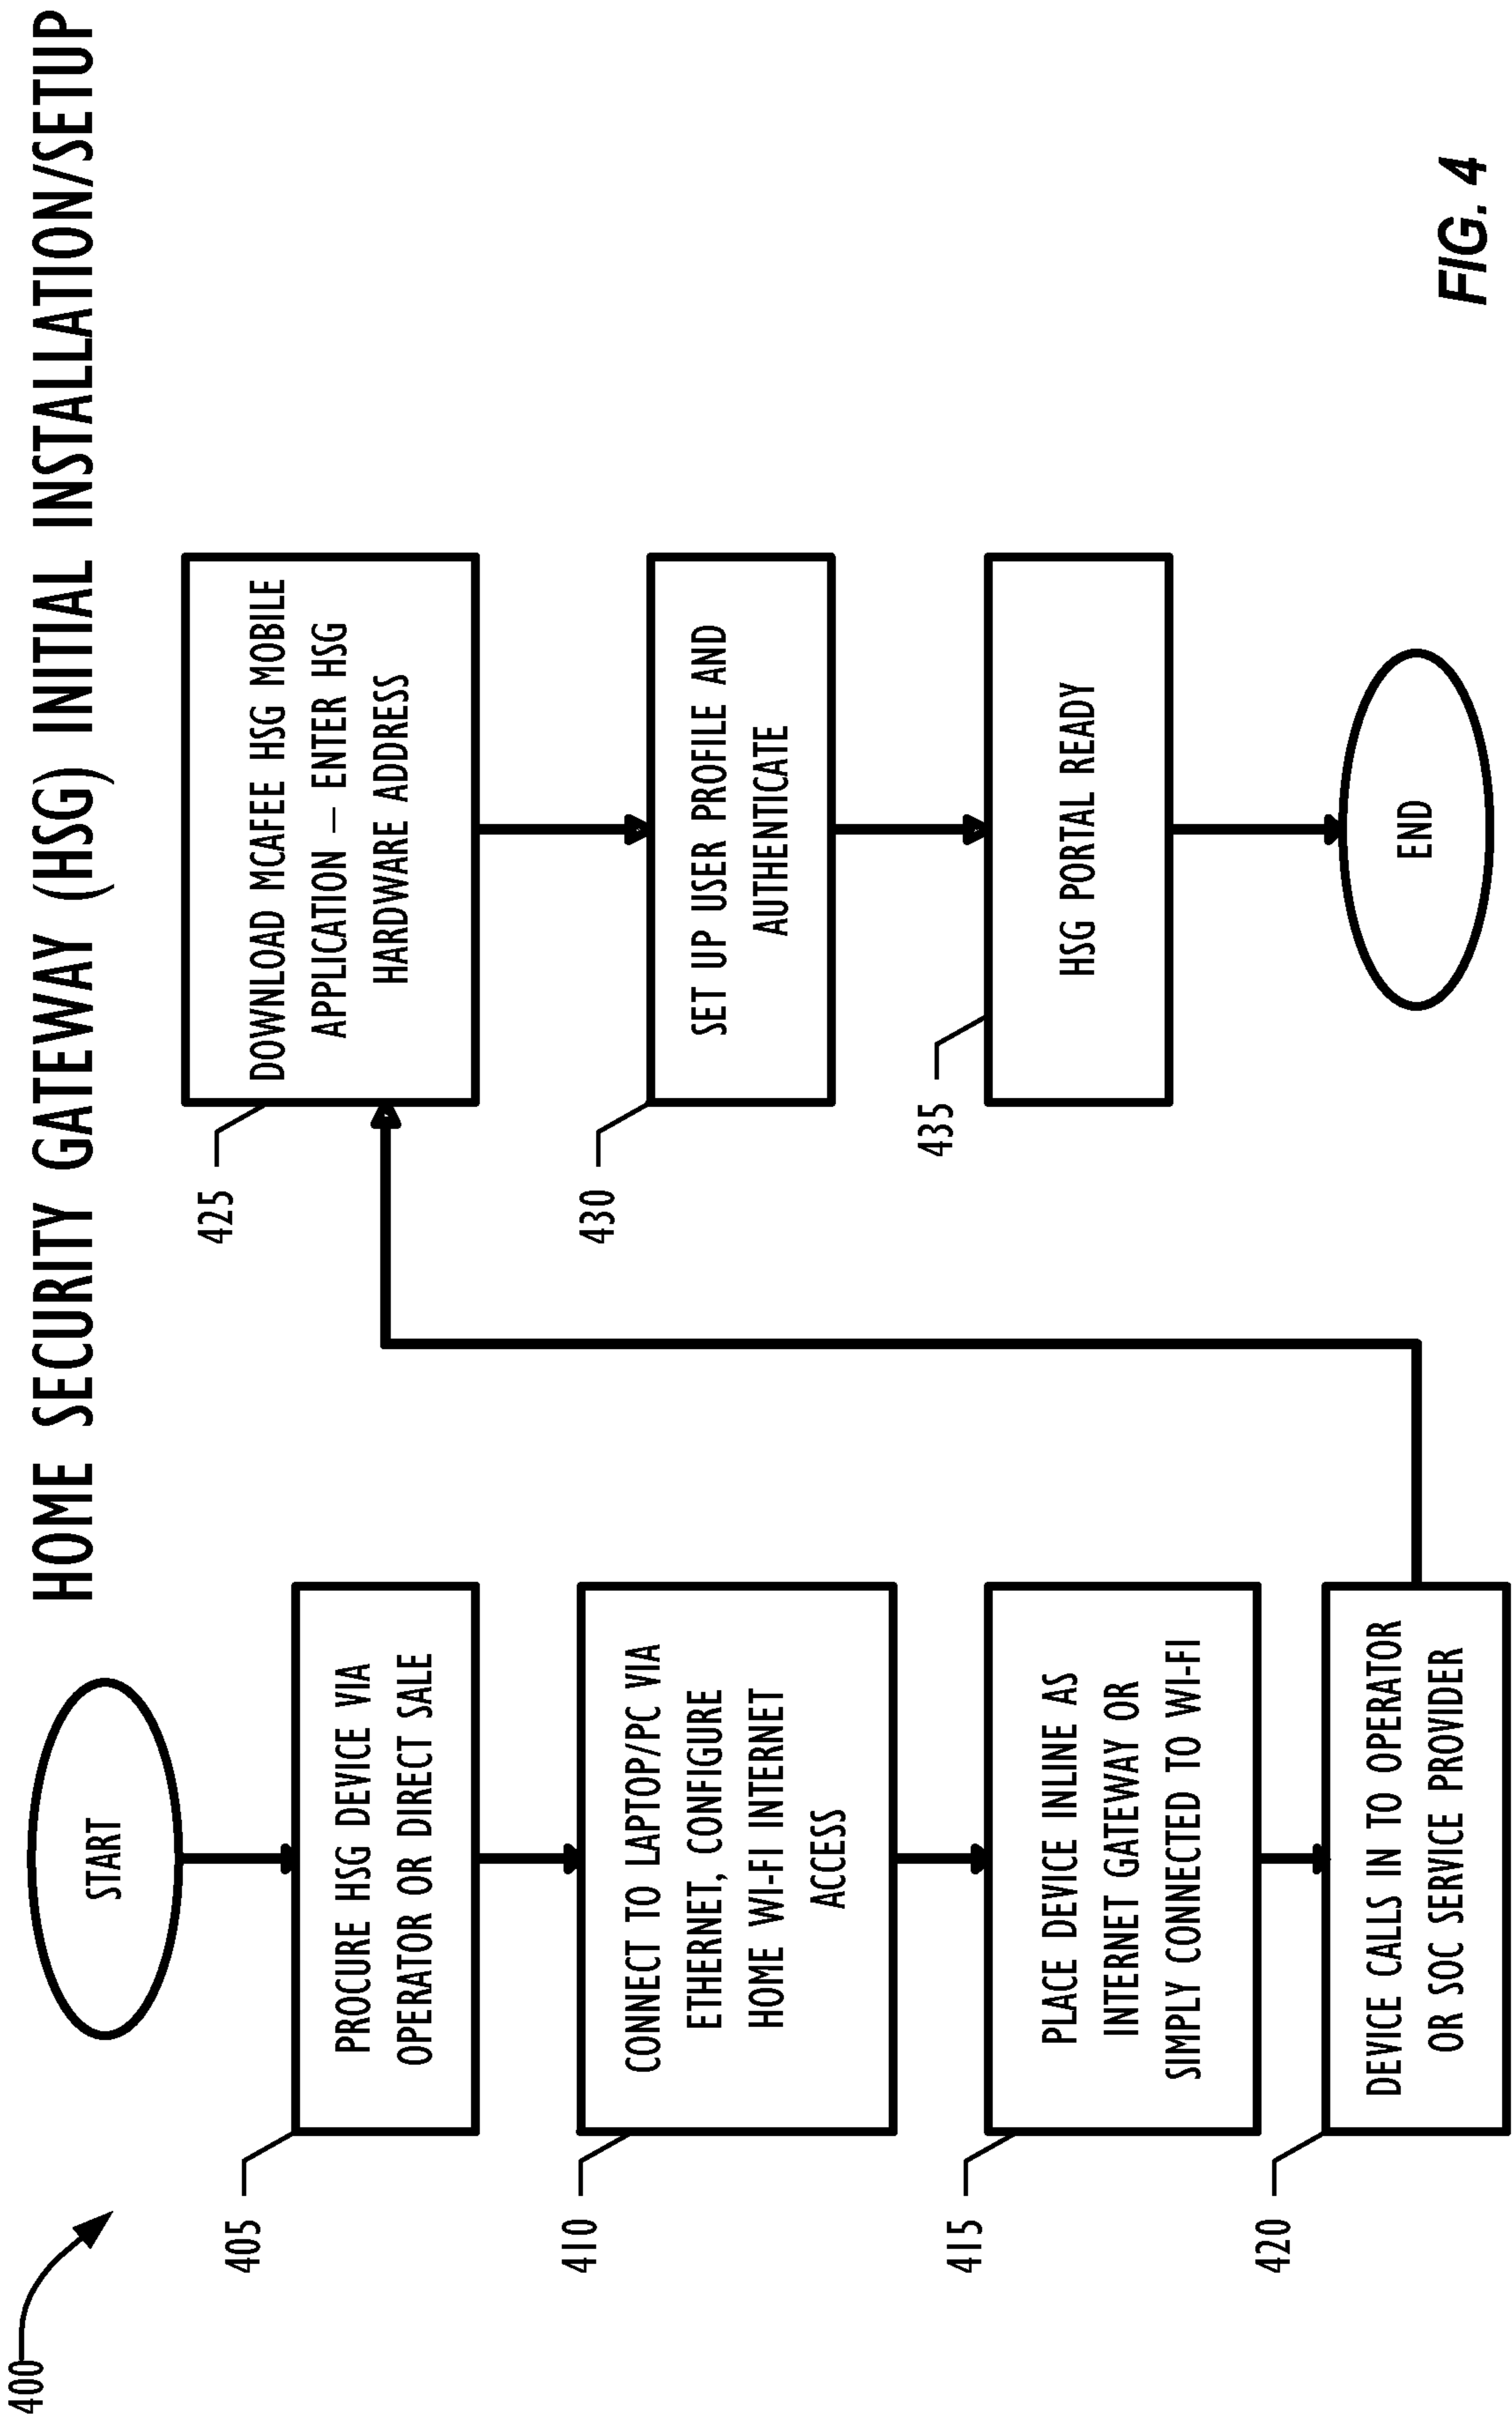 HOME SECURITY GATEWAY (HSG) INITIAL INSTALLATION/SETUP
400
START
405
PROCURE HSG DEVICE VIA
OPERATOR OR DIRECT SALE
410
CONNECT TO LAPTOP/PC VIA
ETHERNET, CONFIGURE
HOME WI-FI INTERNET
ACCESS
415
PLACE DEVICE INLINE AS
INTERNET GATEWAY OR
SIMPLY CONNECTED TO WI-FI
420
DEVICE CALLS IN TO OPERATOR
OR SOC SERVICE PROVIDER
425
DOWNLOAD MCAFEE HSG MOBILE
APPLICATION – ENTER HSG
HARDWARE ADDRESS
430
SET UP USER PROFILE AND
AUTHENTICATE
435
HSG PORTAL READY
END
FIG. 4